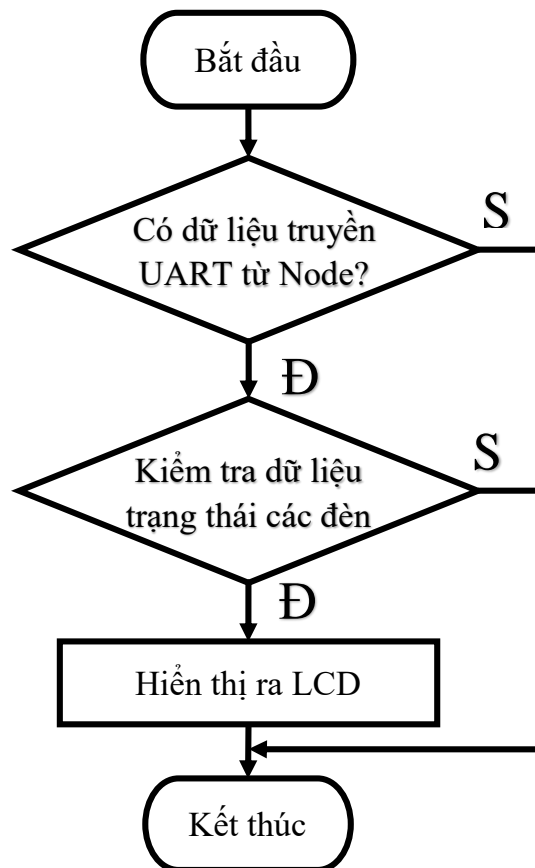 Bắt đầu
S
Có dữ liệu truyền
UART từ Node?
Đ
S
Kiểm tra dữ liệu
trạng thái các đèn
Đ
Hiển thị ra LCD
Kết thúc